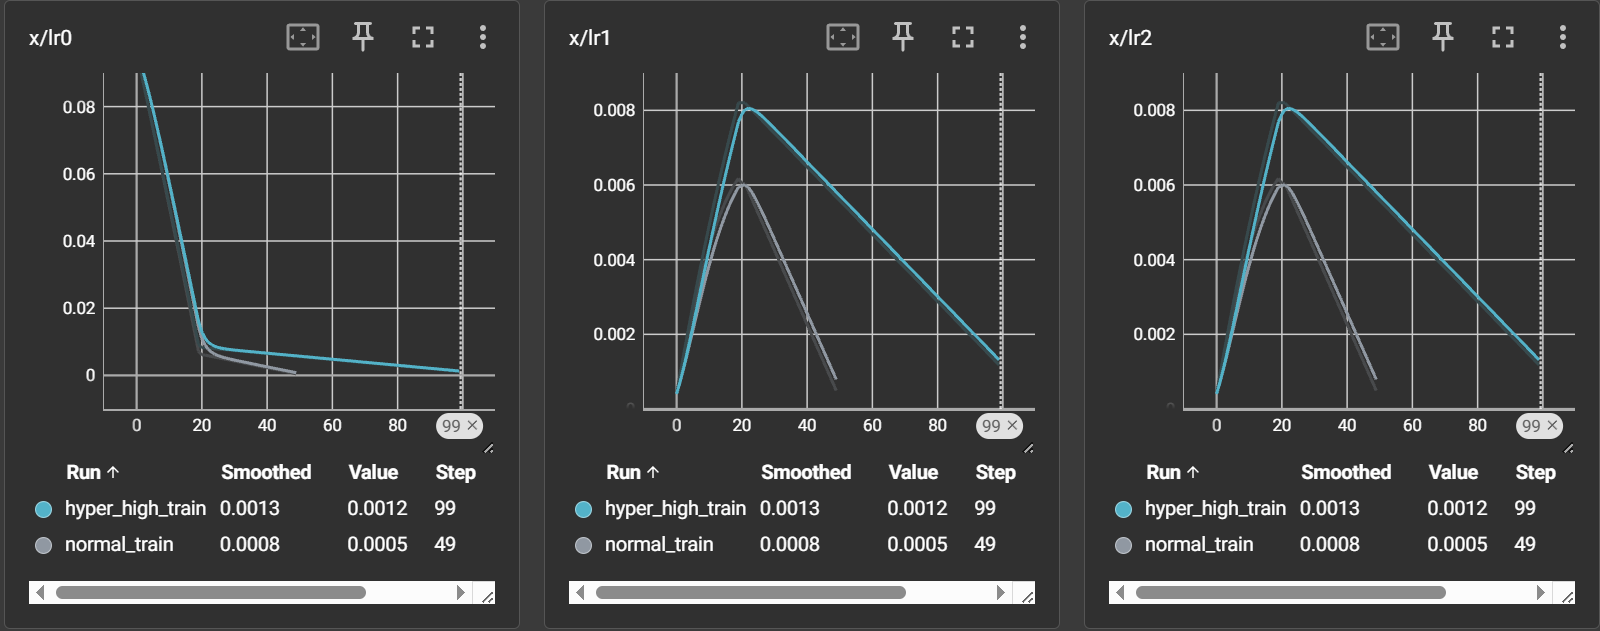 x/lr0
0.08
0.06
0.04
0.02
0
0 20 40 60 80 99 ×
Run ↑ Smoothed Value Step
hyper_high_train 0.0013 0.0012 99
normal_train 0.0008 0.0005 49
x/lr1
0.008
0.006
0.004
0.002
0
0 20 40 60 80 99 ×
Run ↑ Smoothed Value Step
hyper_high_train 0.0013 0.0012 99
normal_train 0.0008 0.0005 49
x/lr2
0.008
0.006
0.004
0.002
0
0 20 40 60 80 99 ×
Run ↑ Smoothed Value Step
hyper_high_train 0.0013 0.0012 99
normal_train 0.0008 0.0005 49